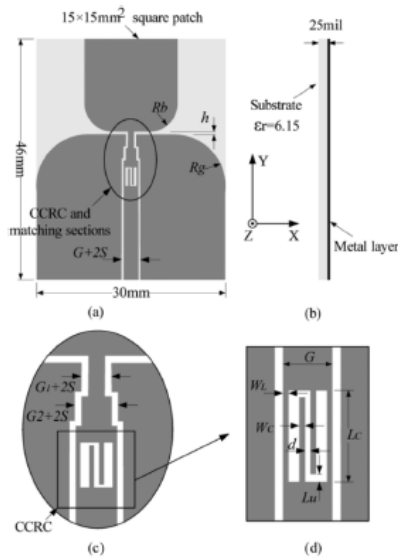 15×15mm² square patch
25mil
(a)
(b)
Rb
h
Substrate
εr=6.15
46mm
Rg
Y
CCRC and
matching sections
Z
X
G+2S
Metal layer
30mm
(a)
(b)
G1+2S
G2+2S
CCRC
(c)
G
WL
Wc
d
Lc
Lu
(d)